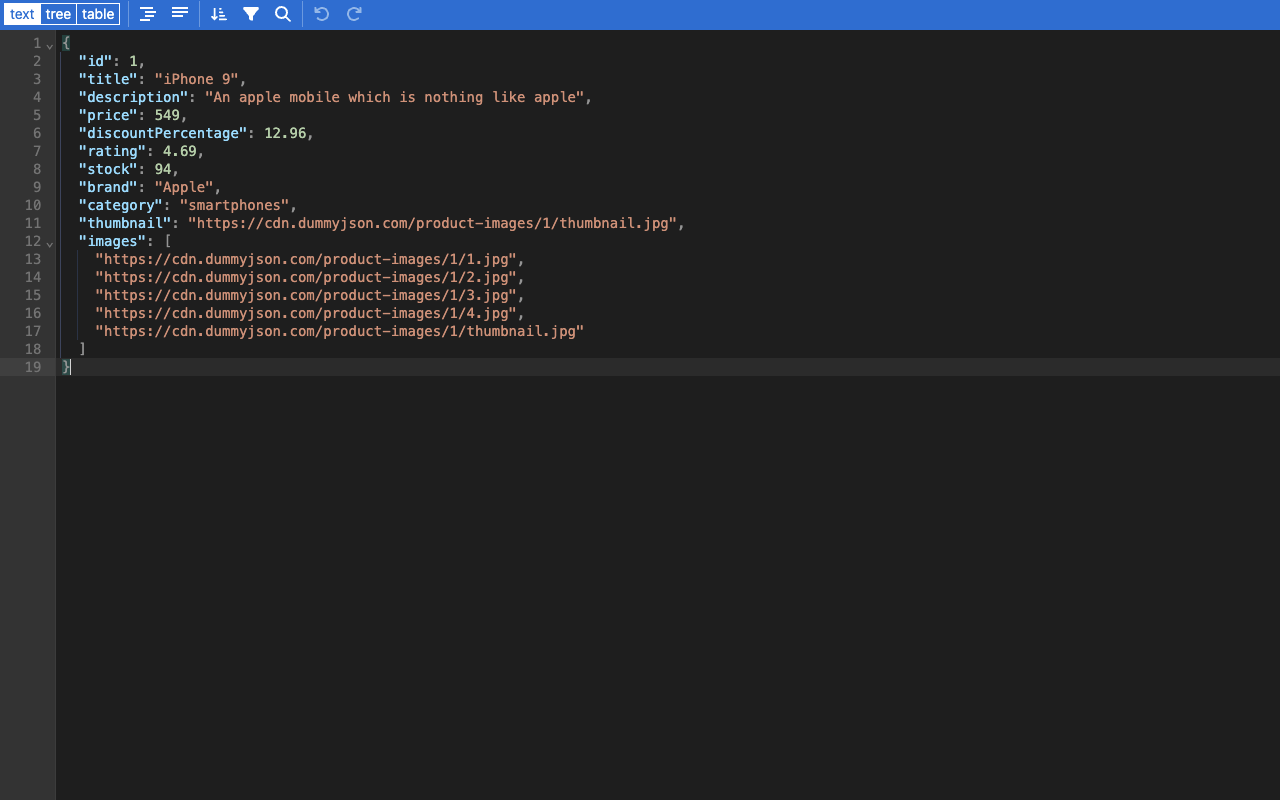 text tree table
1 {
2 "id": 1,
3 "title": "iPhone 9",
4 "description": "An apple mobile which is nothing like apple",
5 "price": 549,
6 "discountPercentage": 12.96,
7 "rating": 4.69,
8 "stock": 94,
9 "brand": "Apple",
10 "category": "smartphones",
11 "thumbnail": "https://cdn.dummyjson.com/product-images/1/thumbnail.jpg",
12 "images": [
13 "https://cdn.dummyjson.com/product-images/1/1.jpg",
14 "https://cdn.dummyjson.com/product-images/1/2.jpg",
15 "https://cdn.dummyjson.com/product-images/1/3.jpg",
16 "https://cdn.dummyjson.com/product-images/1/4.jpg",
17 "https://cdn.dummyjson.com/product-images/1/thumbnail.jpg"
18 ]
19 }